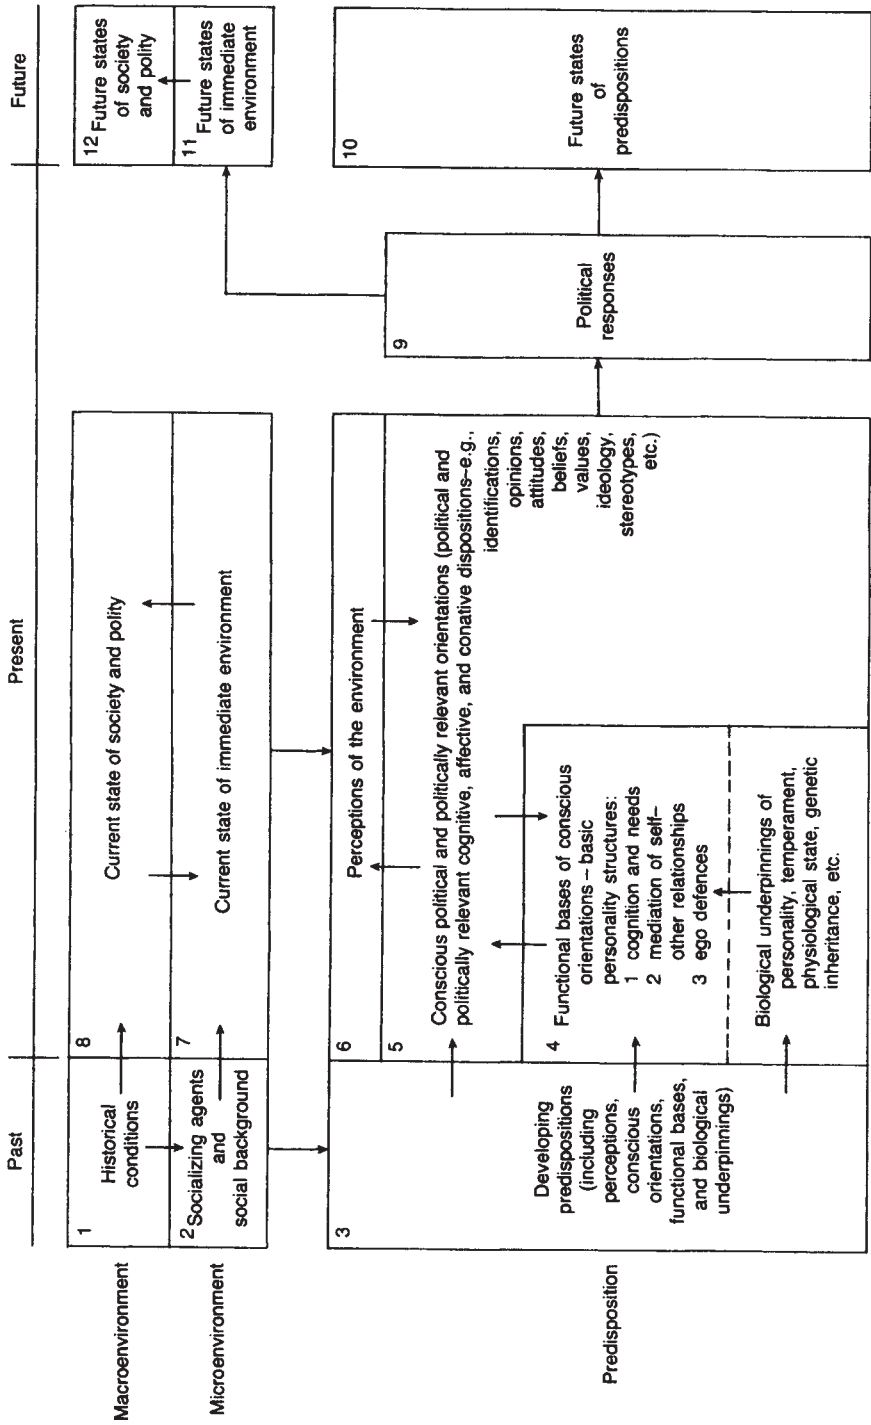 Past
Present
Future
Macroenvironment
Microenvironment
Predisposition
1
Historical
conditions
2 Socializing agents
and
social background
8
Current state of society and polity
7
Current state of immediate environment
12 Future states
of society
and polity
11 Future states
of immediate
environment
3
Developing
predispositions
(including
perceptions,
conscious
orientations,
functional bases,
and biological
underpinnings)
6
Perceptions of the environment
5
Conscious political and politically relevant orientations (political and
politically relevant cognitive, affective, and conative dispositions–e.g.,
identifications,
opinions,
attitudes,
beliefs,
values,
ideology,
stereotypes,
etc.)
4
Functional bases of conscious
orientations – basic
personality structures:
1 cognition and needs
2 mediation of self–
other relationships
3 ego defences
Biological underpinnings of
personality, temperament,
physiological state, genetic
inheritance, etc.
9
Political
responses
10
Future states
of
predispositions